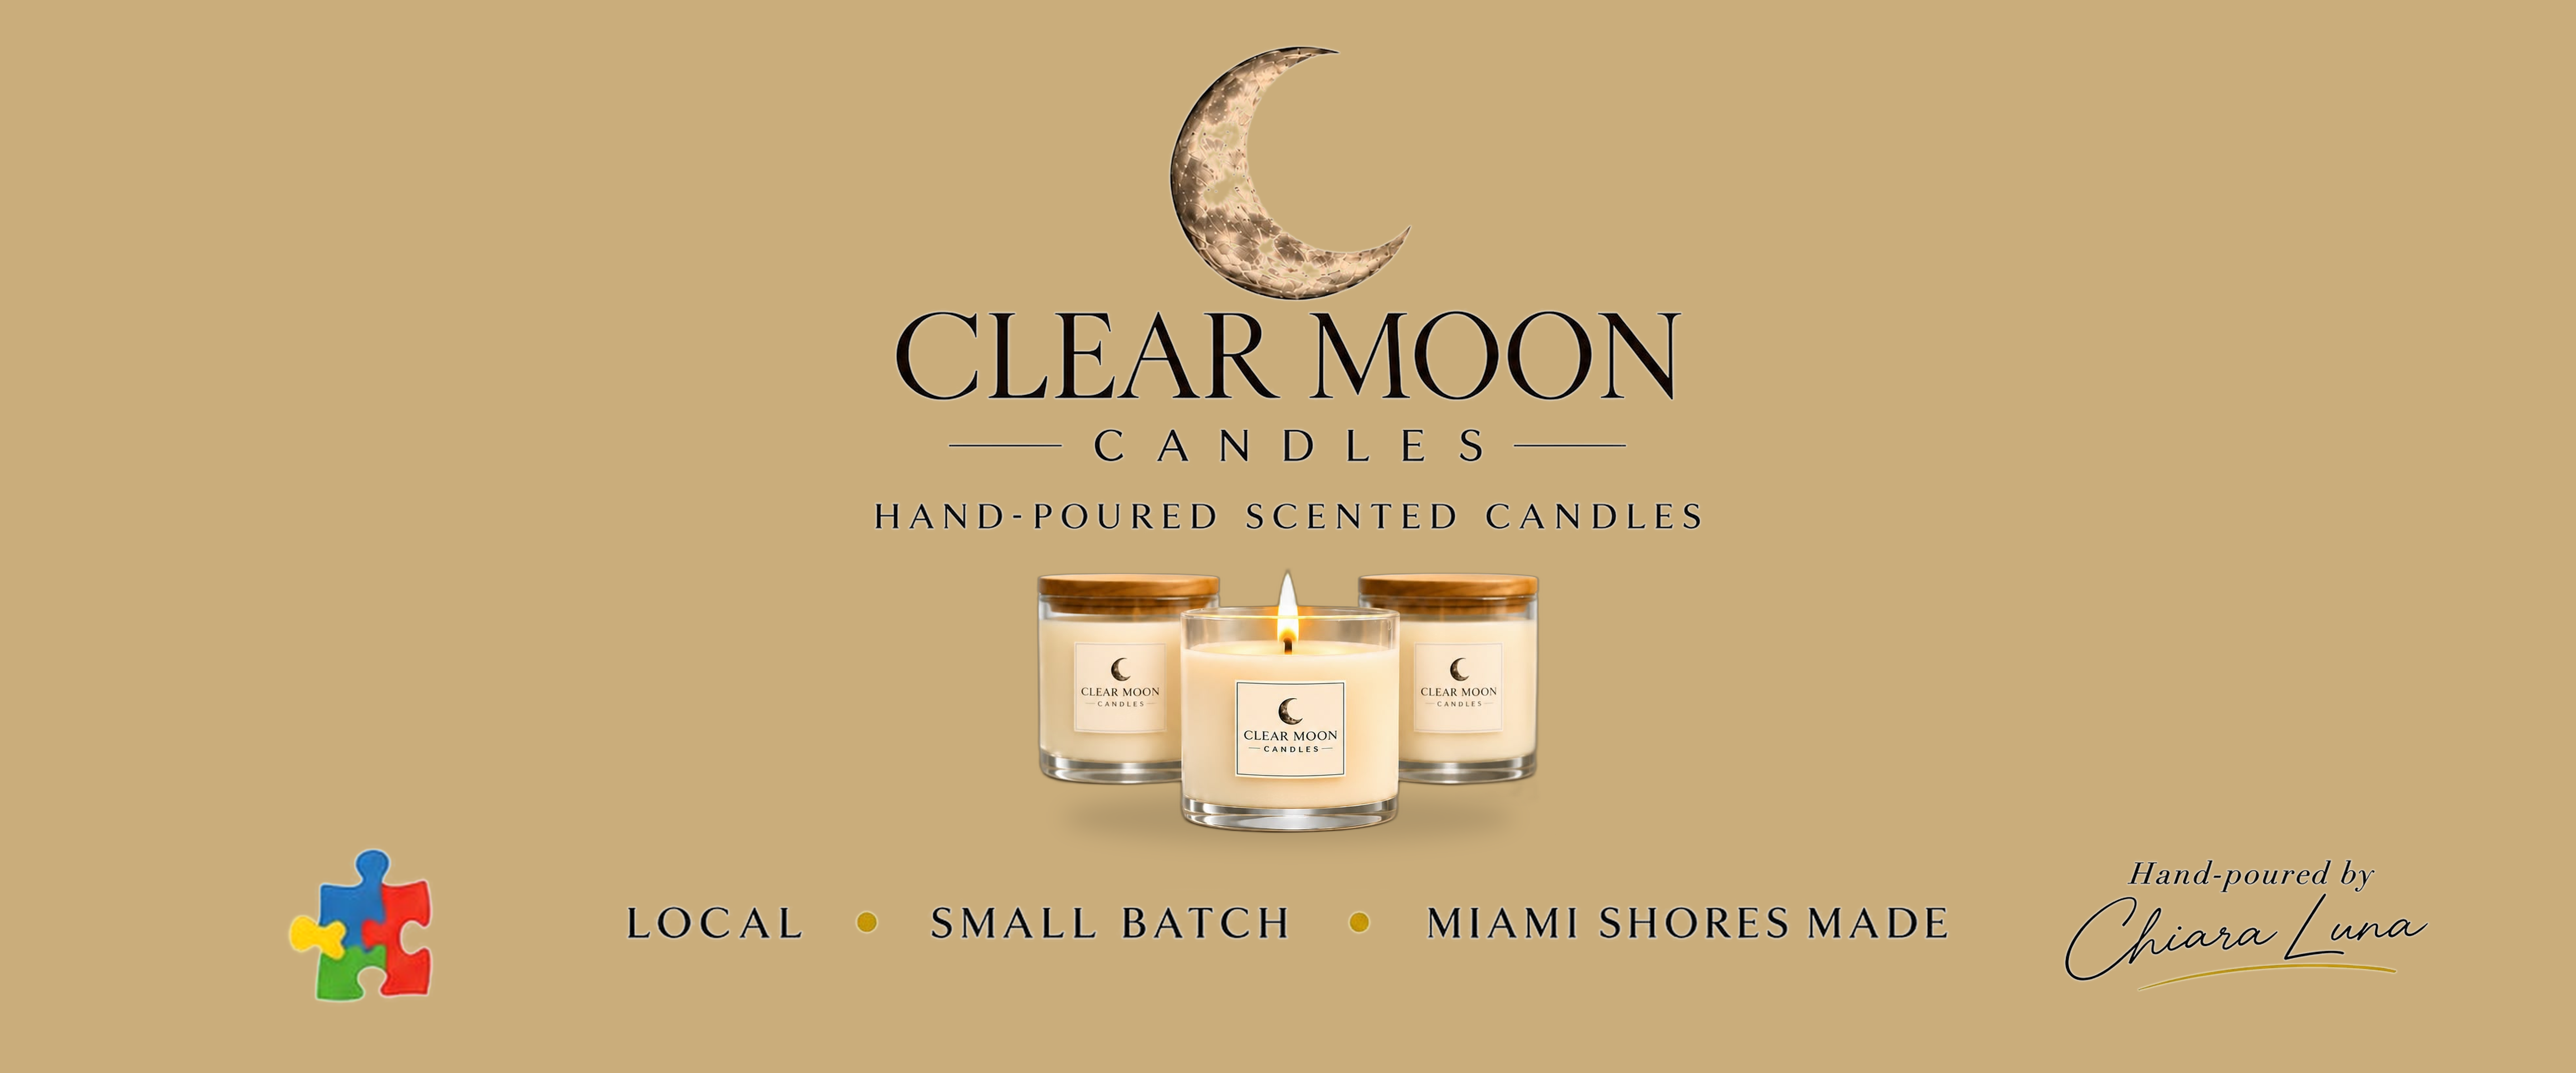 CLEAR MOON
CANDLES
HAND-POURED SCENTED CANDLES
CLEAR MOON
CANDLES
CLEAR MOON
CANDLES
CLEAR MOON
CANDLES
LOCAL • SMALL BATCH • MIAMI SHORES MADE
Hand-poured by
Chiara Luna